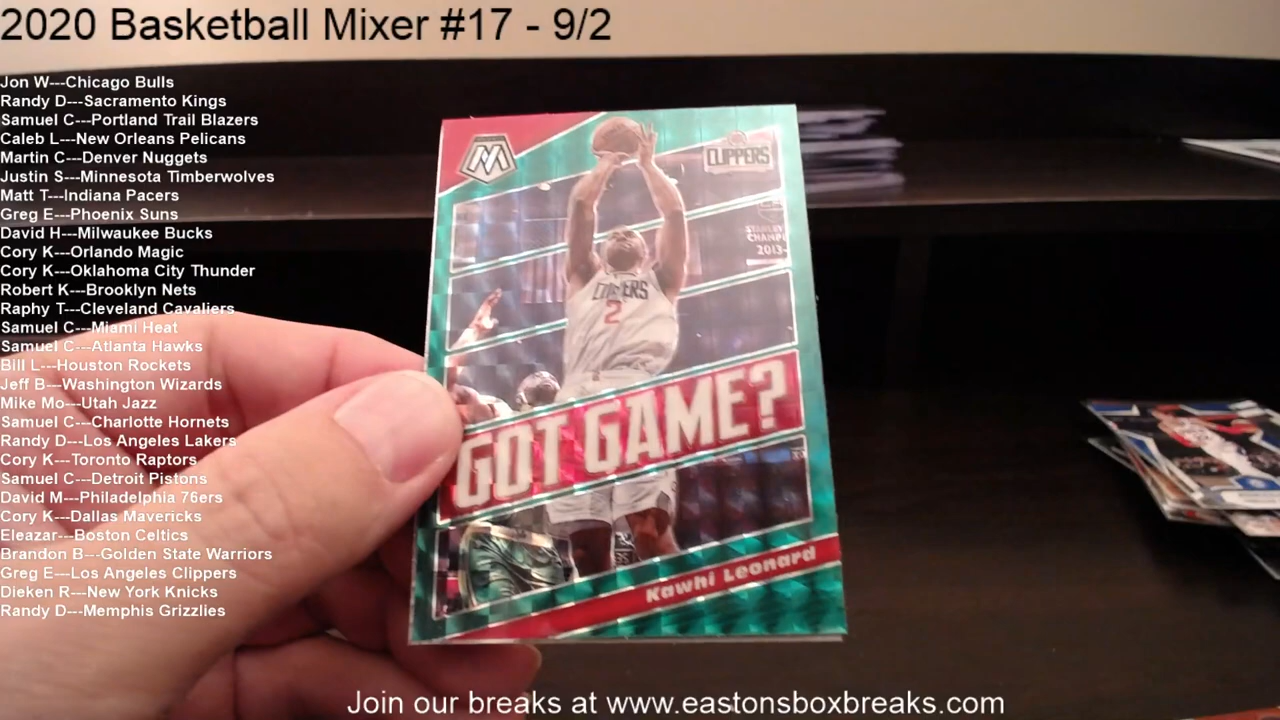 2020 Basketball Mixer #17 - 9/2
Jon W---Chicago Bulls
Randy D---Sacramento Kings
Samuel C---Portland Trail Blazers
Caleb L---New Orleans Pelicans
Martin C---Denver Nuggets
Justin S---Minnesota Timberwolves
Matt T---Indiana Pacers
Greg E---Phoenix Suns
David H---Milwaukee Bucks
Cory K---Orlando Magic
Cory K---Oklahoma City Thunder
Robert K---Brooklyn Nets
Raphy T---Cleveland Cavaliers
Samuel C---Miami Heat
Samuel C---Atlanta Hawks
Bill L---Houston Rockets
Jeff B---Washington Wizards
Mike Mo---Utah Jazz
Samuel C---Charlotte Hornets
Randy D---Los Angeles Lakers
Cory K---Toronto Raptors
Samuel C---Detroit Pistons
David M---Philadelphia 76ers
Cory K---Dallas Mavericks
Eleazar---Boston Celtics
Brandon B---Golden State Warriors
Greg E---Los Angeles Clippers
Dieken R---New York Knicks
Randy D---Memphis Grizzlies
M
CLIPPERS
STANLEY
CHAMPI
2013-
CLIPPERS
2
GOT GAME?
Kawhi Leonard
Join our breaks at www.eastonsboxbreaks.com